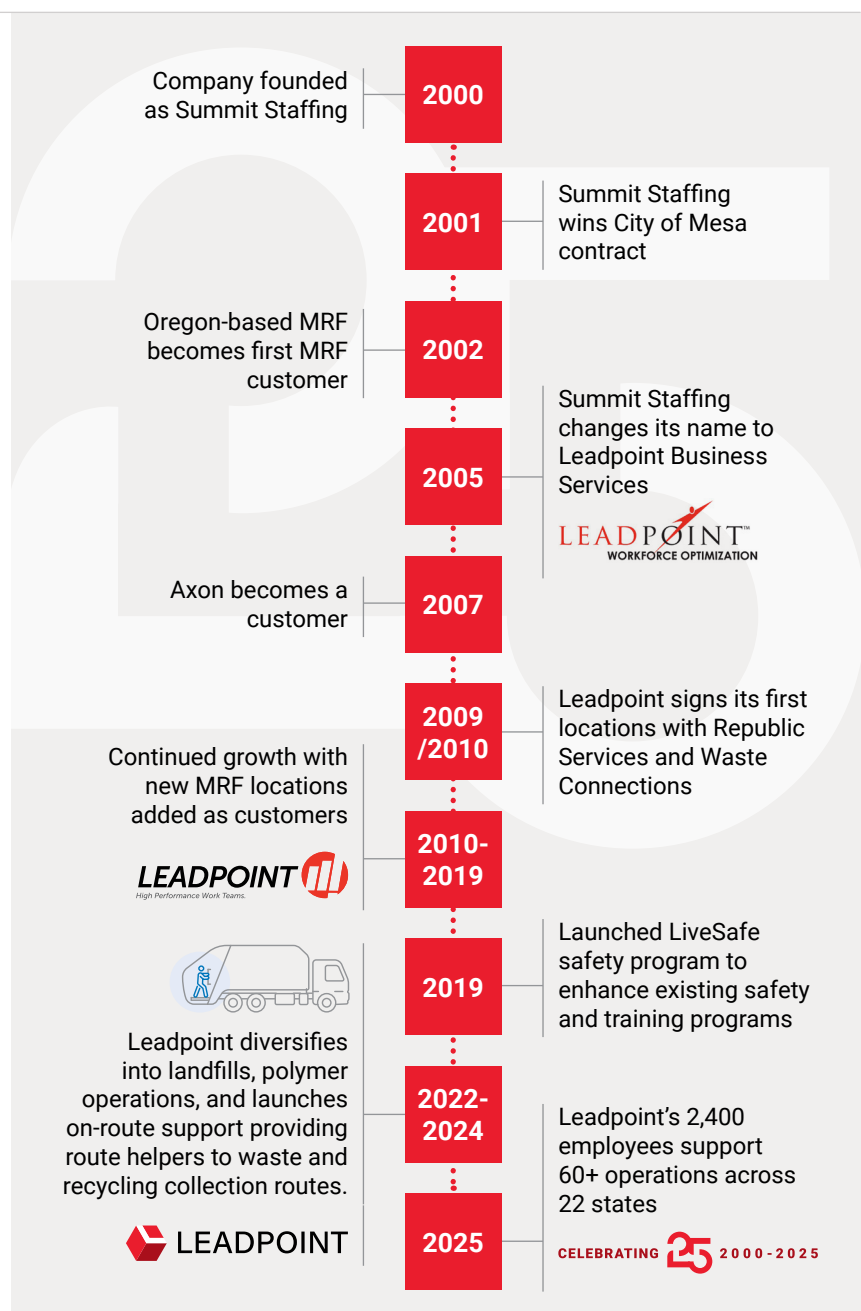 Company founded
as Summit Staffing
2000
2001
Summit Staffing
wins City of Mesa
contract
Oregon-based MRF
becomes first MRF
customer
2002
2005
Summit Staffing
changes its name to
Leadpoint Business
Services
LEADPOINT™
WORKFORCE OPTIMIZATION
Axon becomes a
customer
2007
2009
/2010
Leadpoint signs its first
locations with Republic
Services and Waste
Connections
Continued growth with
new MRF locations
added as customers
LEADPOINT
High Performance Work Teams.
2010-
2019
2019
Launched LiveSafe
safety program to
enhance existing safety
and training programs
Leadpoint diversifies
into landfills, polymer
operations, and launches
on-route support providing
route helpers to waste and
recycling collection routes.
2022-
2024
LEADPOINT
2025
Leadpoint’s 2,400
employees support
60+ operations across
22 states
CELEBRATING 25 2000-2025
25